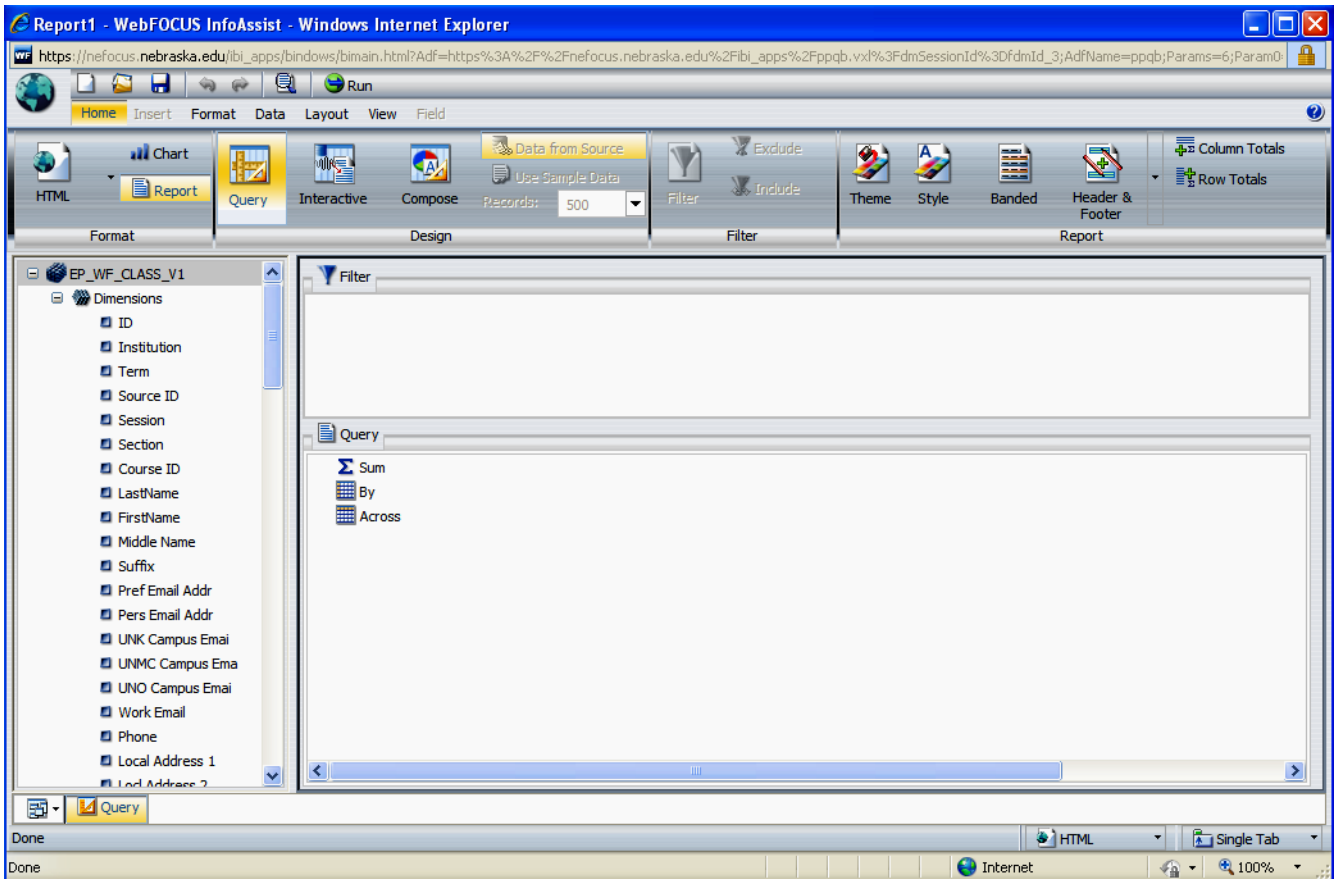 Report1 - WebFOCUS InfoAssist - Windows Internet Explorer
WF https://nefocus.nebraska.edu/ibi_apps/bindows/bimain.html?Adf=https%3A%2F%2Fnefocus.nebraska.edu%2Fibi_apps%2Fppqb.vxl%3FdmSessionId%3DfdmId_3;AdfName=ppqb;Params=6;Param0:
Run
Home Insert Format Data Layout View Field
HTML Chart Report Query Interactive Compose Data from Source Use Sample Data Records: 500 Filter Exclude Include Theme Style Banded Header & Footer Column Totals Row Totals
Format Design Filter Report
EP_WF_CLASS_V1
Dimensions
ID
Institution
Term
Source ID
Session
Section
Course ID
LastName
FirstName
Middle Name
Suffix
Pref Email Addr
Pers Email Addr
UNK Campus Emai
UNMC Campus Ema
UNO Campus Emai
Work Email
Phone
Local Address 1
Locl Address 2
Filter
Query
Sum
By
Across
Query
Done HTML Single Tab
Done Internet 100%